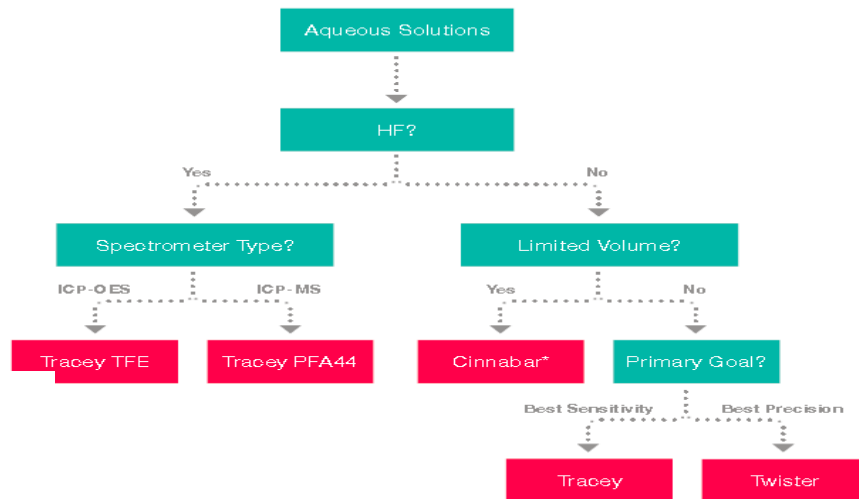 Aqueous Solutions
HF?
Yes
No
Spectrometer Type?
Limited Volume?
ICP-OES
ICP-MS
Yes
No
Tracey TFE
Tracey PFA44
Cinnabar*
Primary Goal?
Best Sensitivity
Best Precision
Tracey
Twister